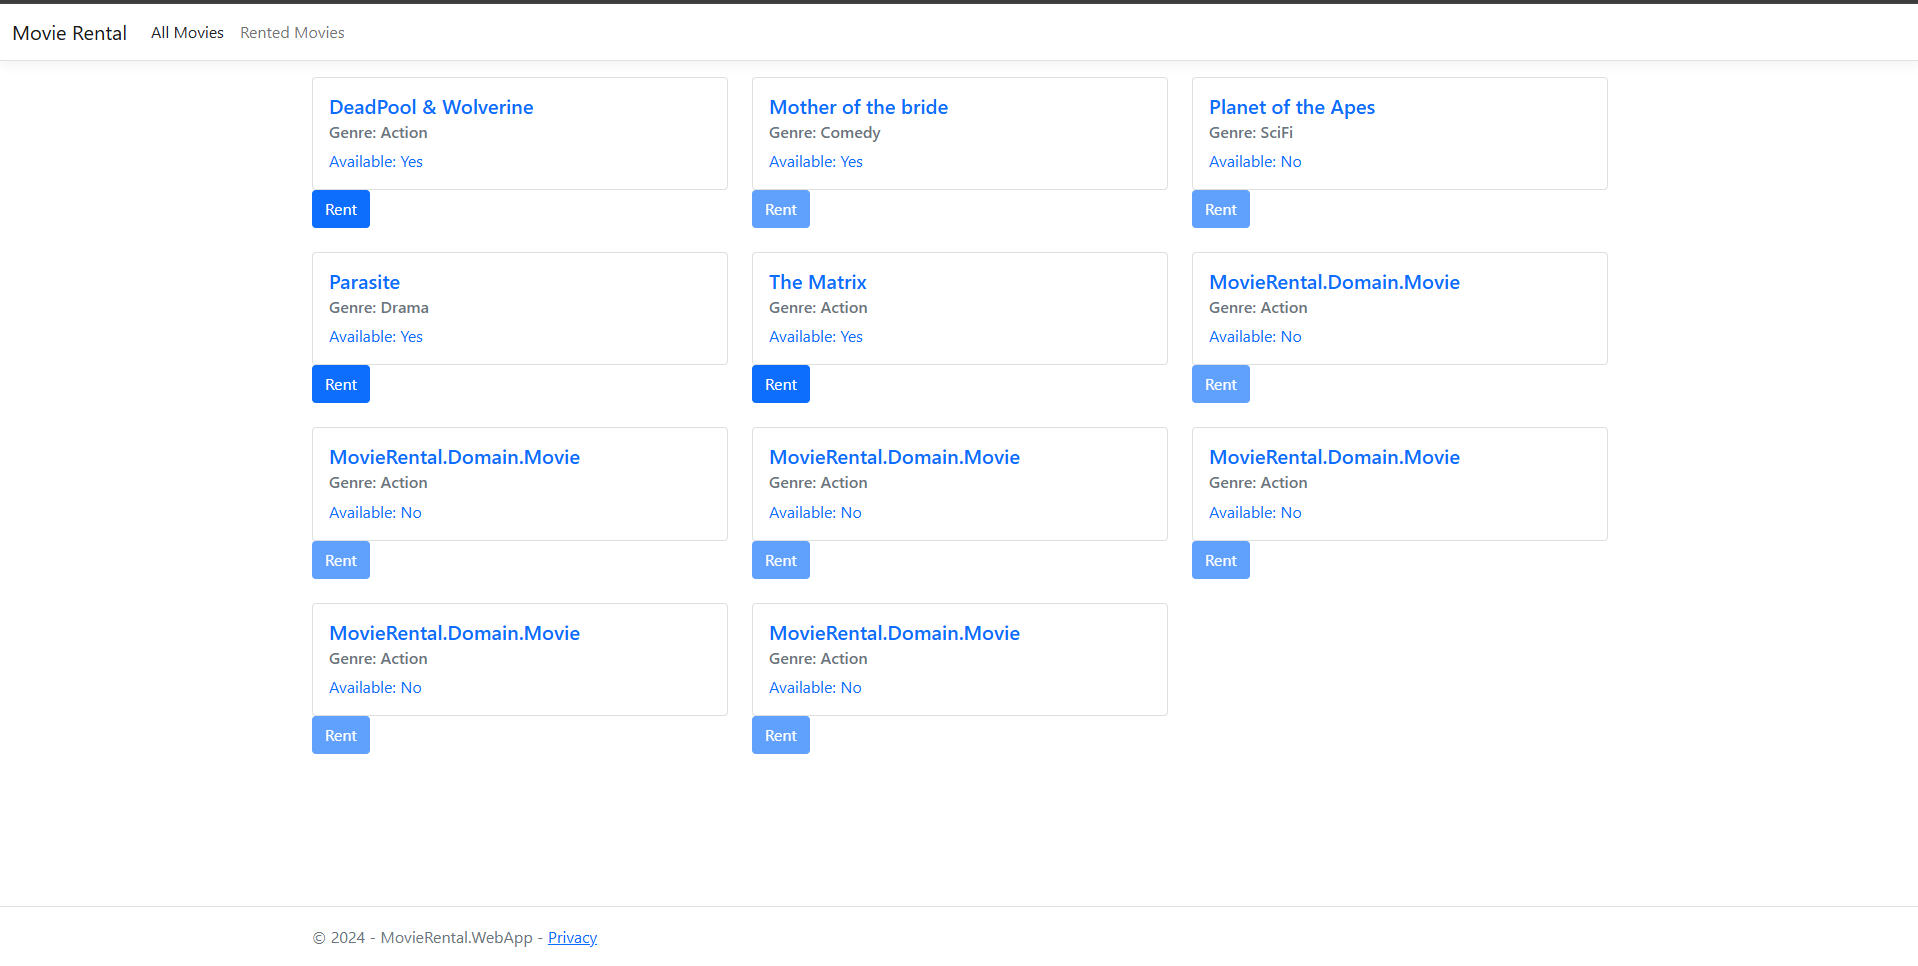 Movie Rental All Movies Rented Movies
DeadPool & Wolverine
Genre: Action
Available: Yes
Rent
Mother of the bride
Genre: Comedy
Available: Yes
Rent
Planet of the Apes
Genre: SciFi
Available: No
Rent
Parasite
Genre: Drama
Available: Yes
Rent
The Matrix
Genre: Action
Available: Yes
Rent
MovieRental.Domain.Movie
Genre: Action
Available: No
Rent
MovieRental.Domain.Movie
Genre: Action
Available: No
Rent
MovieRental.Domain.Movie
Genre: Action
Available: No
Rent
MovieRental.Domain.Movie
Genre: Action
Available: No
Rent
MovieRental.Domain.Movie
Genre: Action
Available: No
Rent
MovieRental.Domain.Movie
Genre: Action
Available: No
Rent
© 2024 - MovieRental.WebApp - Privacy